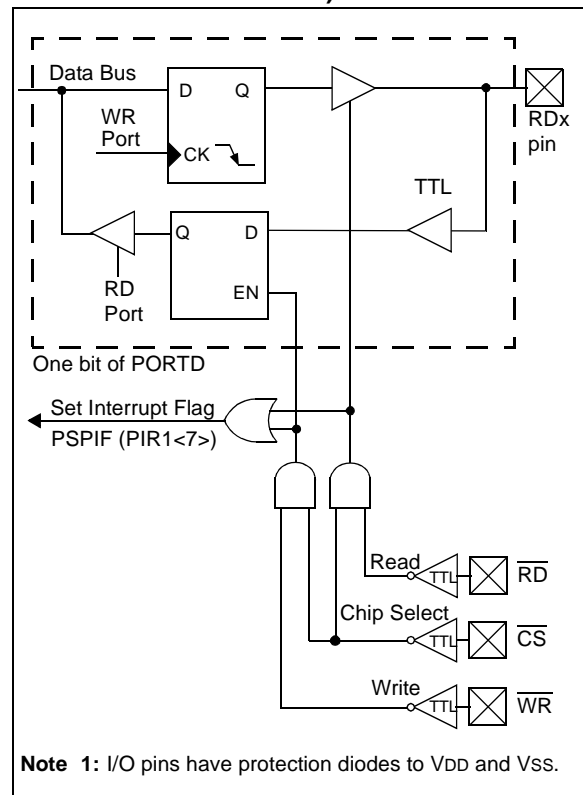 Data Bus
D
Q
WR
Port
CK
RDx
pin
TTL
Q
D
EN
RD
Port
One bit of PORTD
Set Interrupt Flag
PSPIF (PIR1<7>)
Read
TTL
RD
Chip Select
TTL
CS
Write
TTL
WR
Note 1: I/O pins have protection diodes to VDD and VSS.